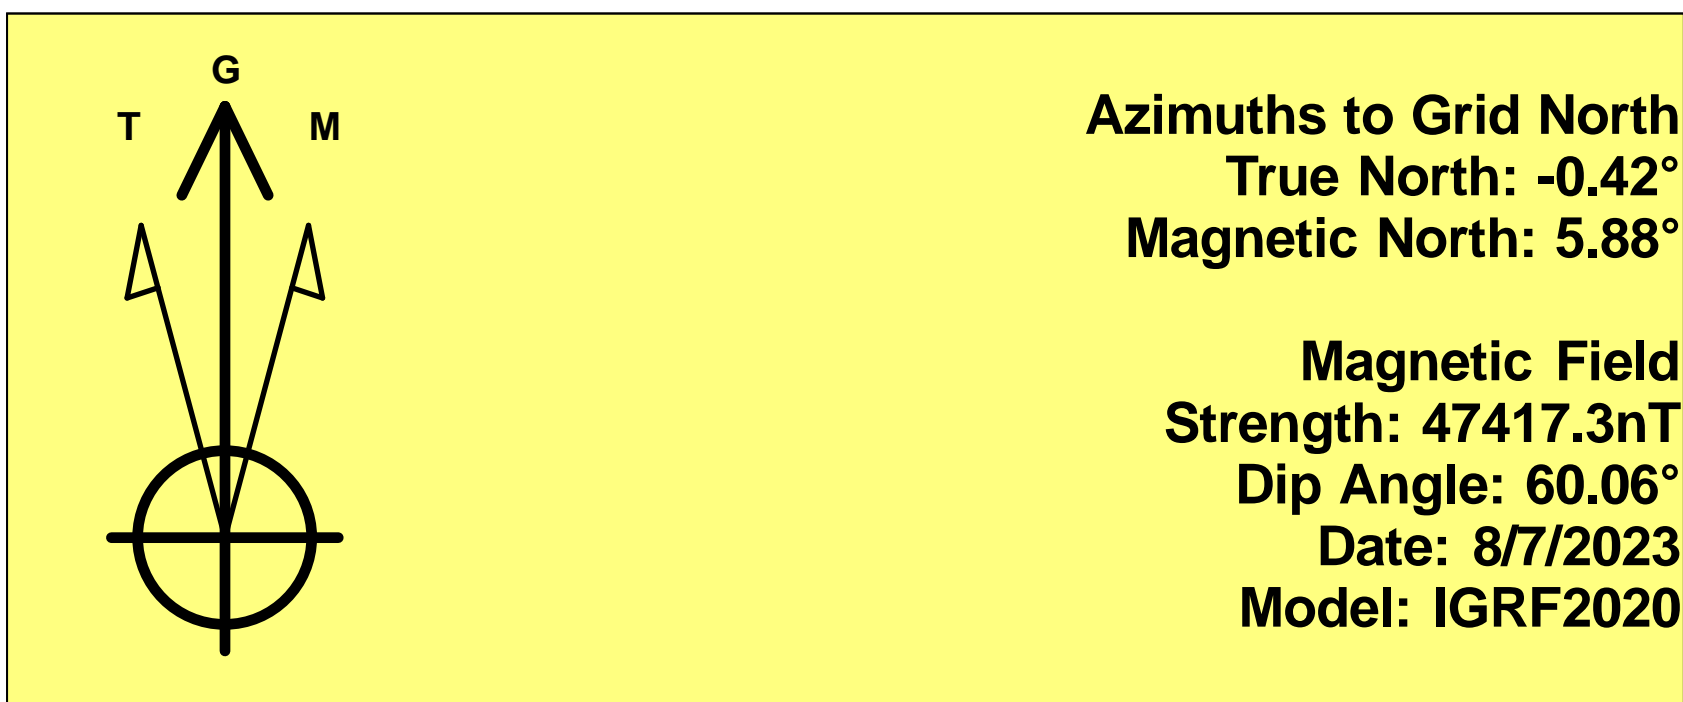 G
T M
Azimuths to Grid North
True North: -0.42°
Magnetic North: 5.88°
Magnetic Field
Strength: 47417.3nT
Dip Angle: 60.06°
Date: 8/7/2023
Model: IGRF2020